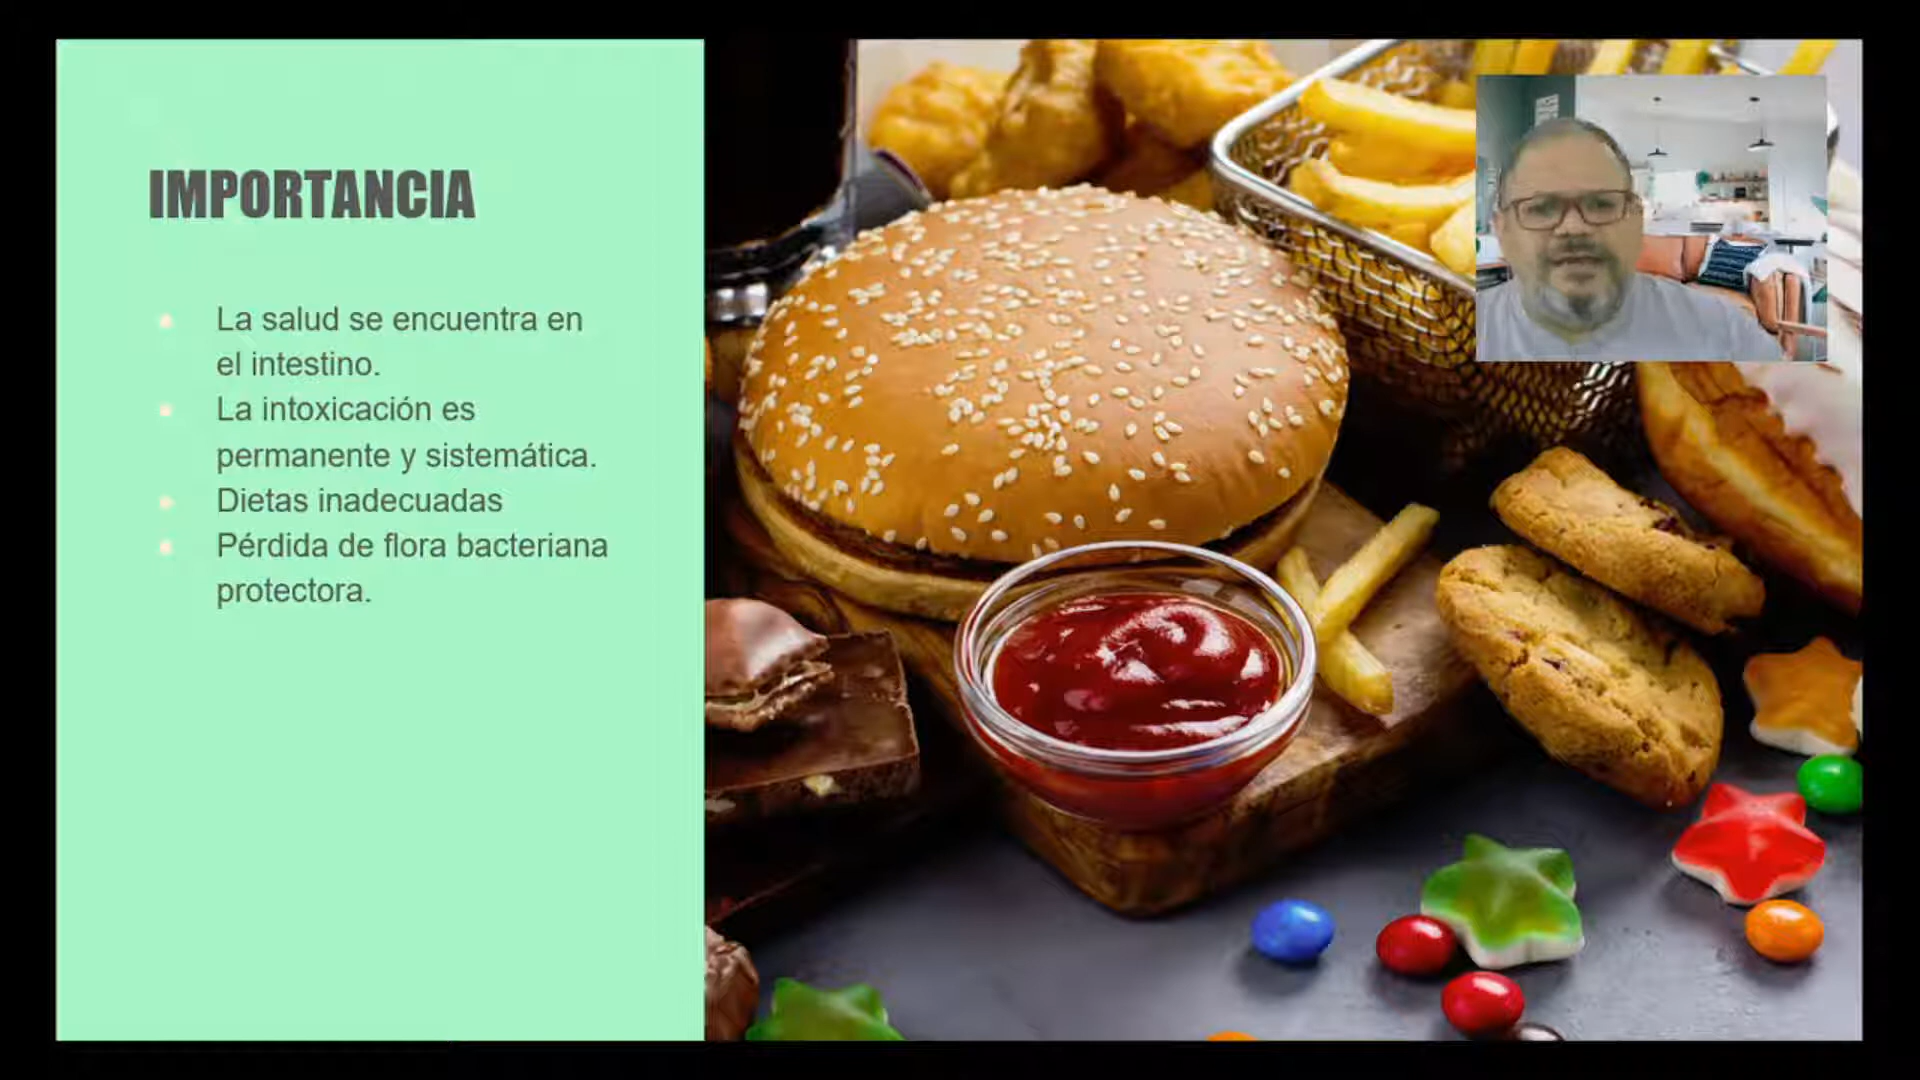 IMPORTANCIA
La salud se encuentra en
el intestino.
La intoxicación es
permanente y sistemática.
Dietas inadecuadas
Pérdida de flora bacteriana
protectora.